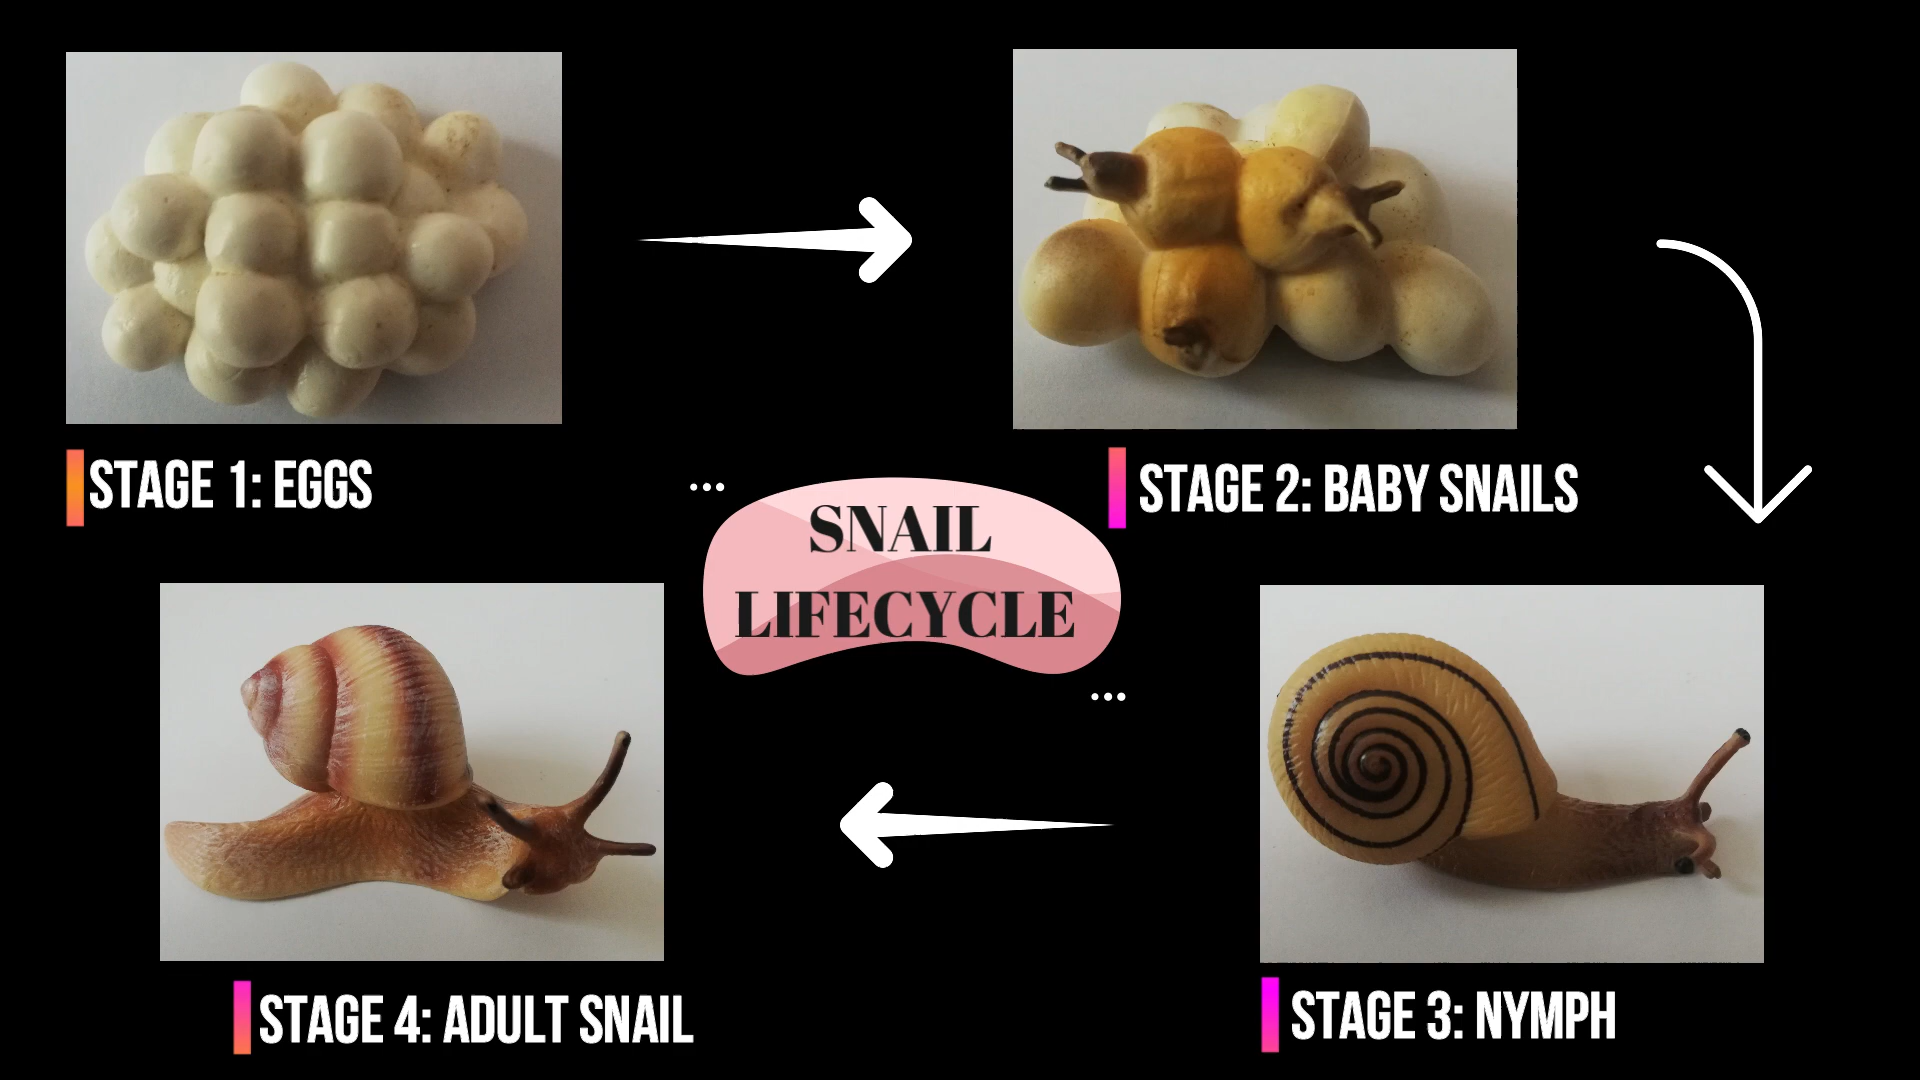 STAGE 1: EGGS
STAGE 2: BABY SNAILS
SNAIL
LIFECYCLE
STAGE 4: ADULT SNAIL
STAGE 3: NYMPH